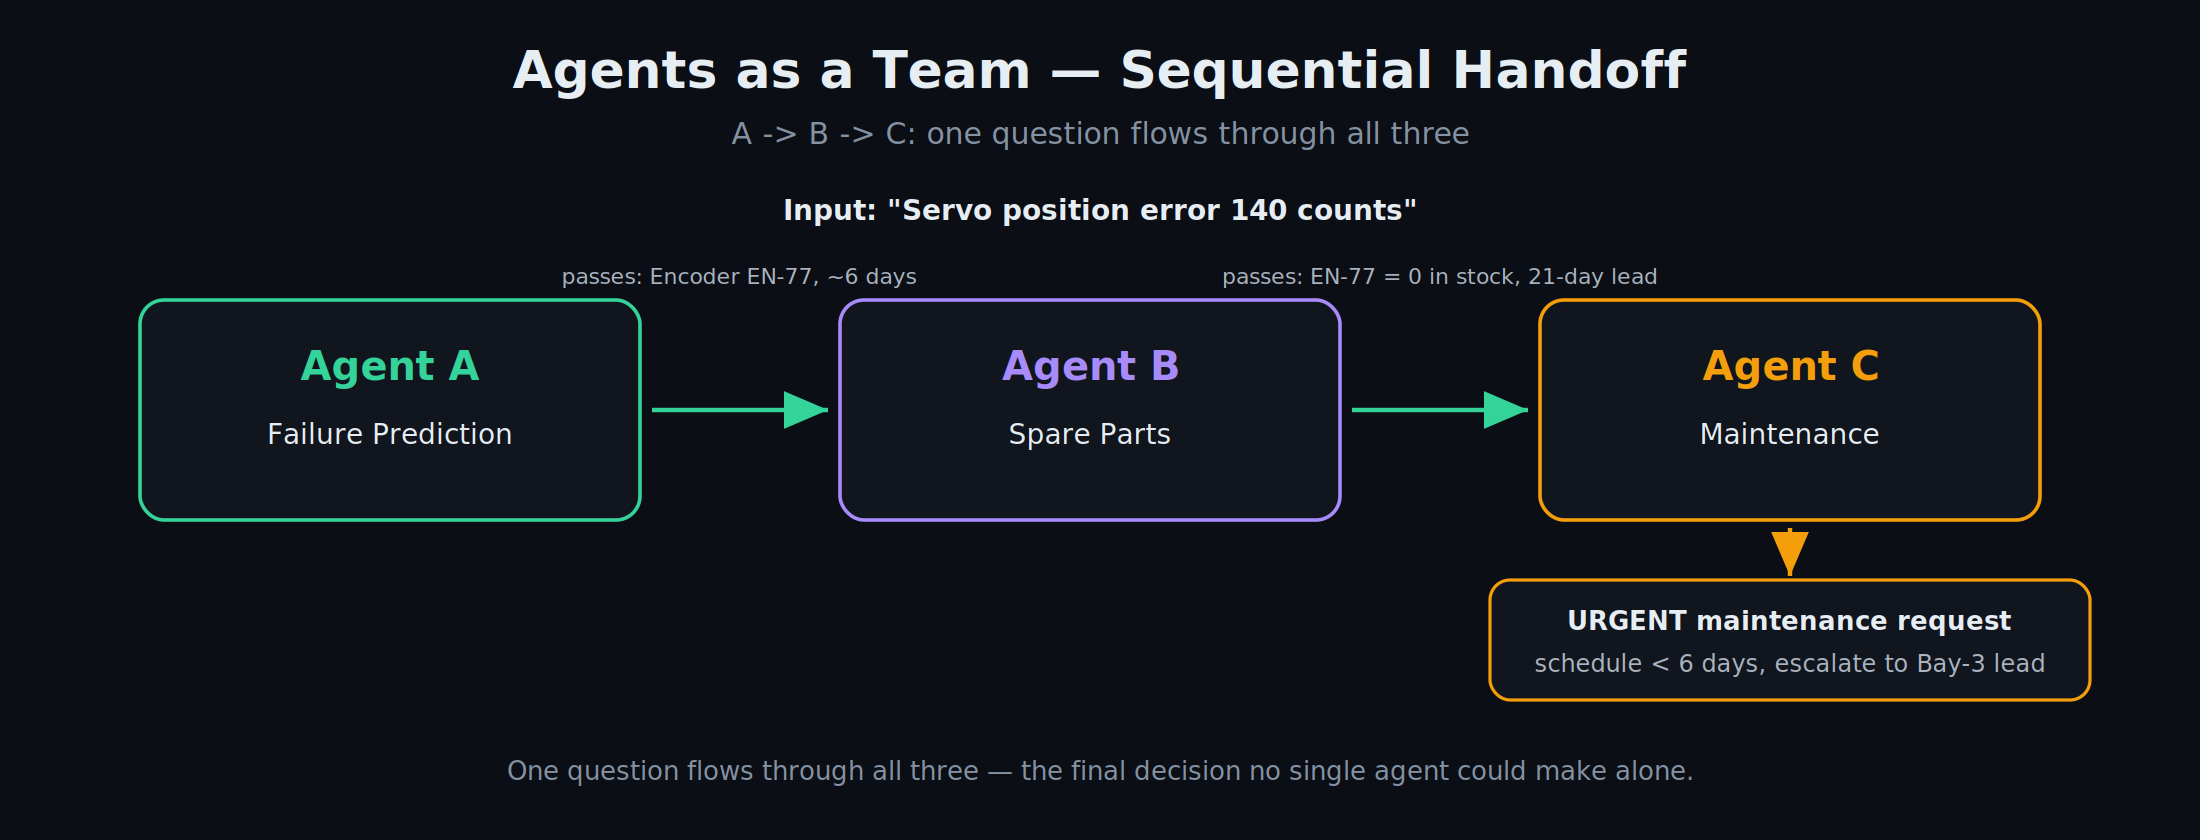 Agents as a Team — Sequential Handoff
A -> B -> C: one question flows through all three
Input: "Servo position error 140 counts"
passes: Encoder EN-77, ~6 days
passes: EN-77 = 0 in stock, 21-day lead
Agent A
Failure Prediction
Agent B
Spare Parts
Agent C
Maintenance
URGENT maintenance request
schedule < 6 days, escalate to Bay-3 lead
One question flows through all three — the final decision no single agent could make alone.